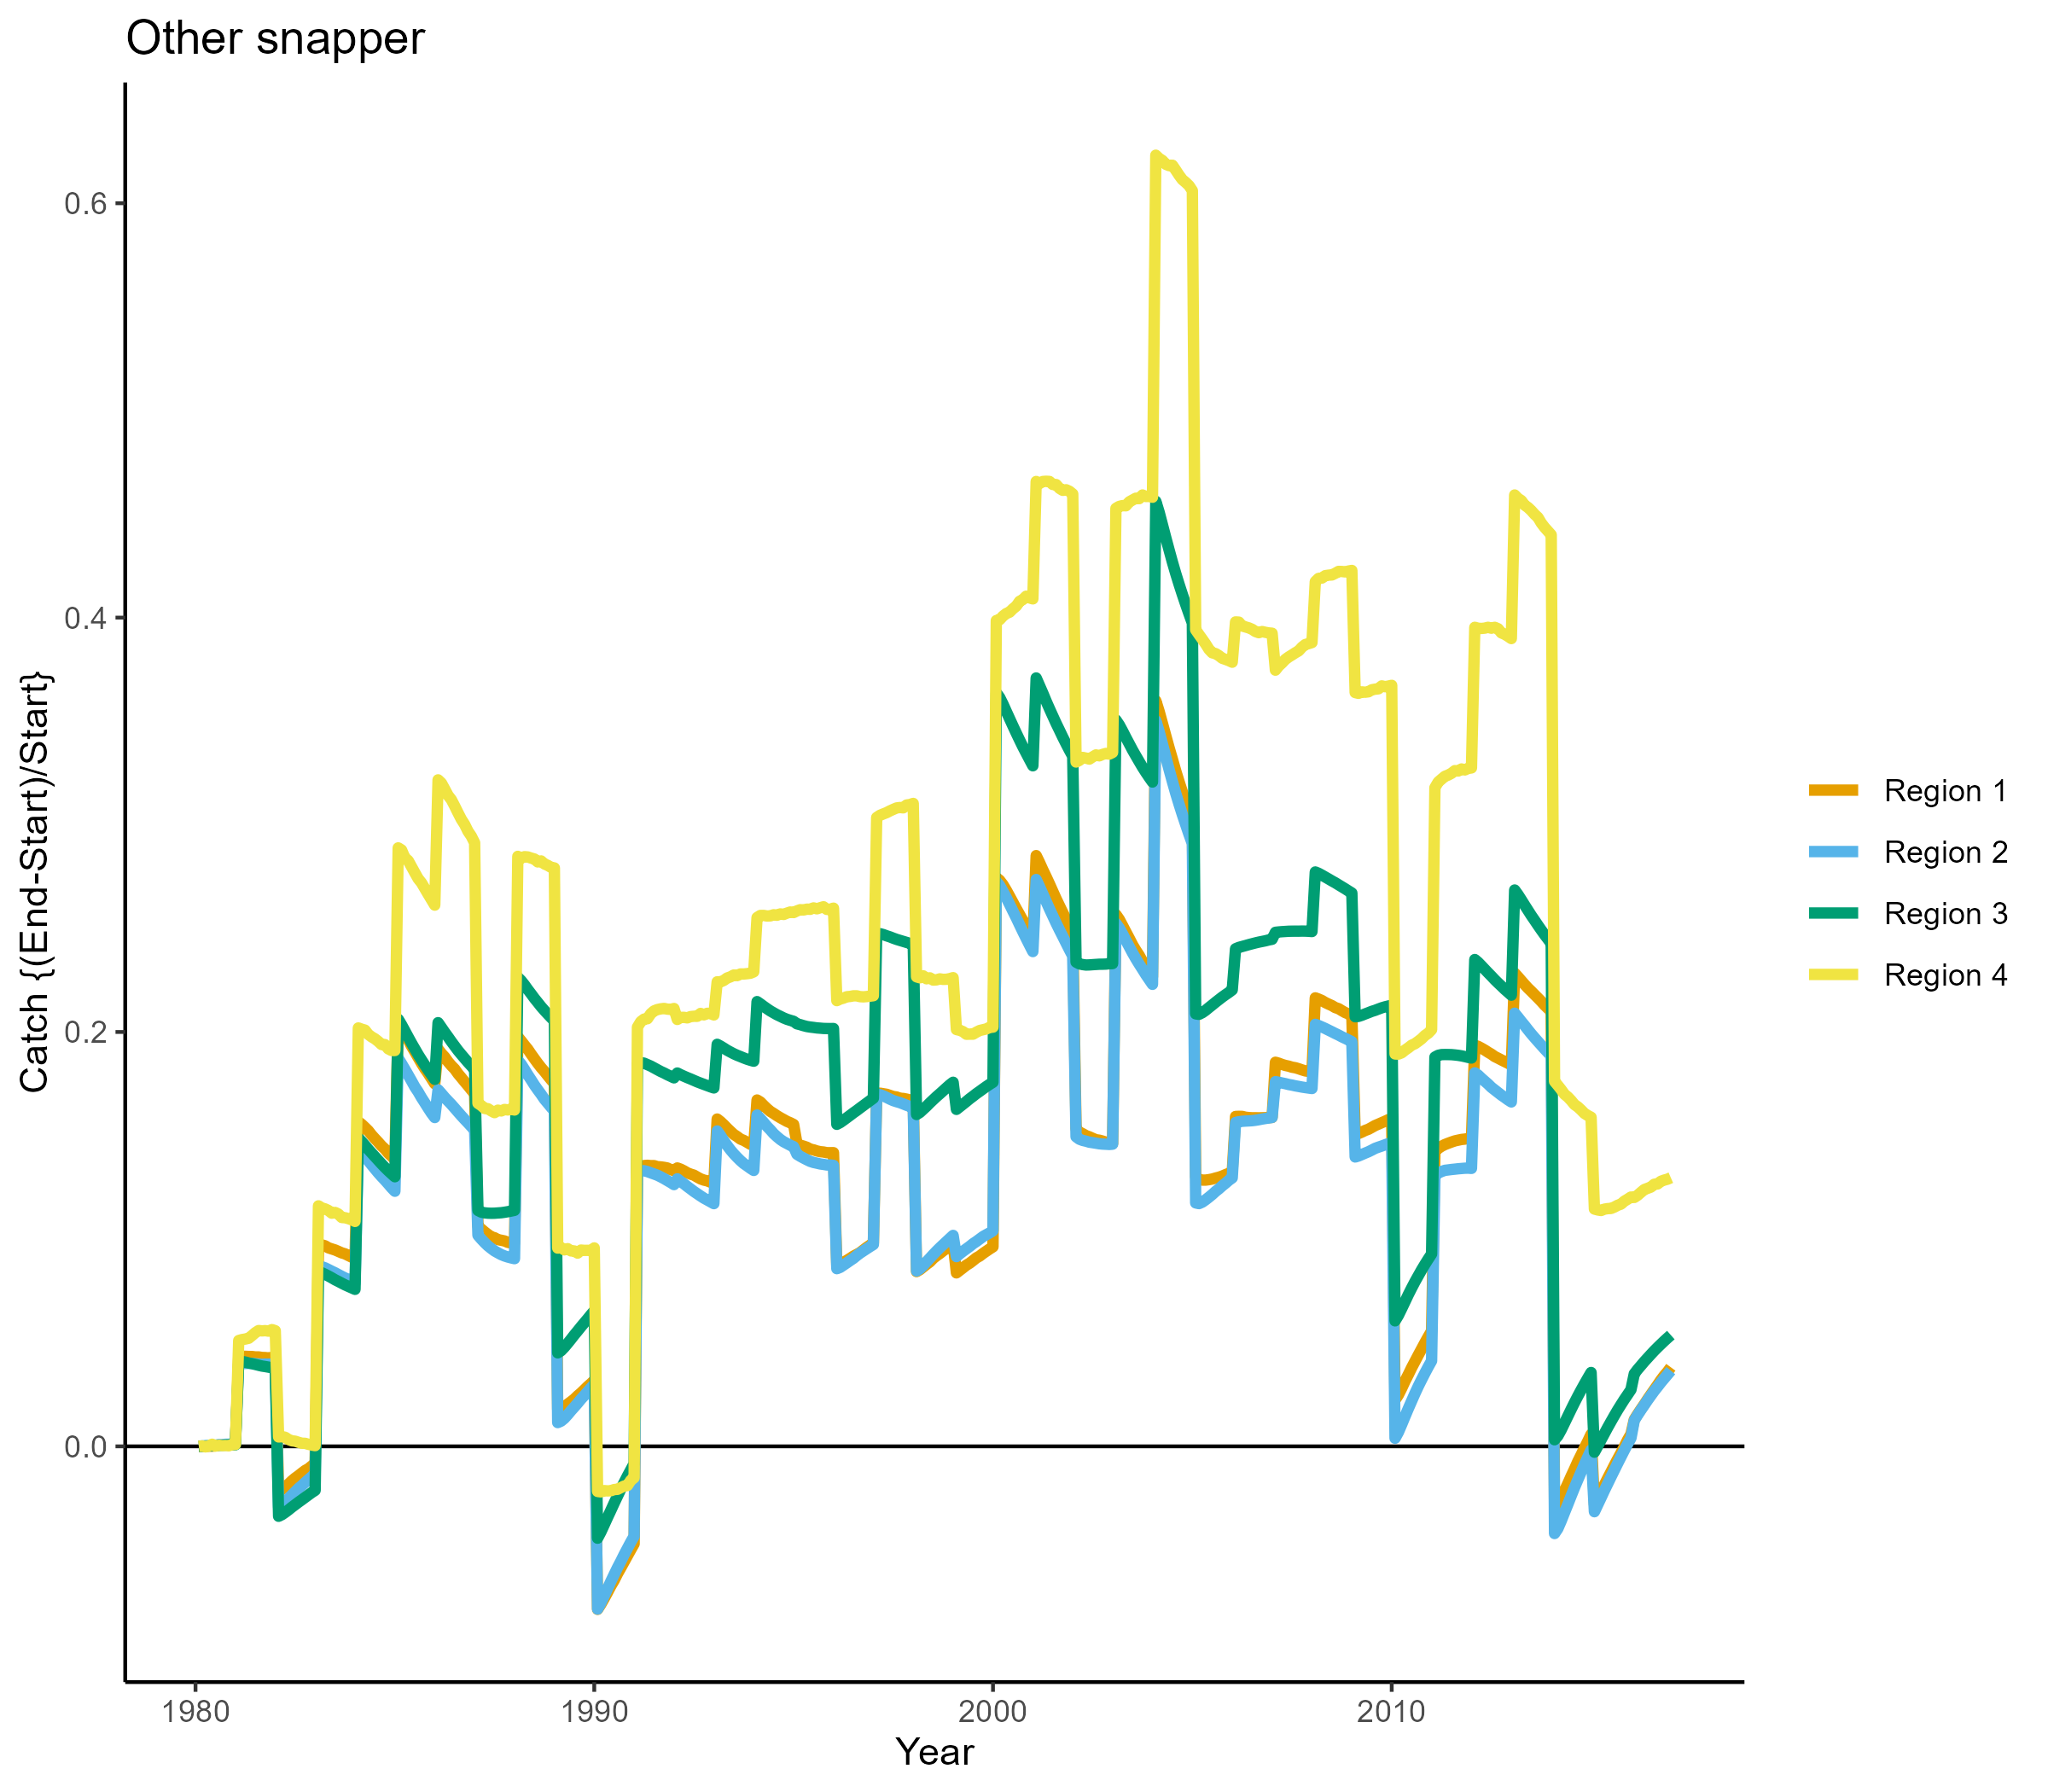 Other snapper
Catch {(End-Start)/Start}
0.6
0.4
0.2
0.0
1980
1990
2000
2010
Year
Region 1
Region 2
Region 3
Region 4